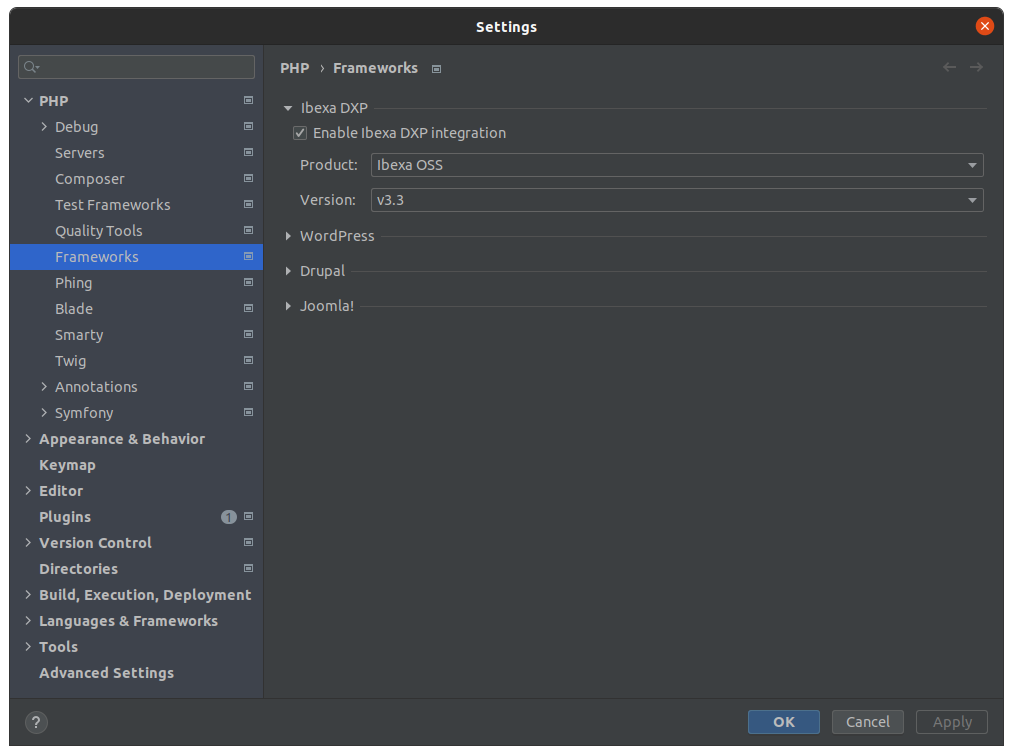 Settings
PHP
Debug
Servers
Composer
Test Frameworks
Quality Tools
Frameworks
Phing
Blade
Smarty
Twig
Annotations
Symfony
Appearance & Behavior
Keymap
Editor
Plugins 1
Version Control
Directories
Build, Execution, Deployment
Languages & Frameworks
Tools
Advanced Settings
PHP › Frameworks
Ibexa DXP
Enable Ibexa DXP integration
Product: Ibexa OSS
Version: v3.3
WordPress
Drupal
Joomla!
?
OK Cancel Apply